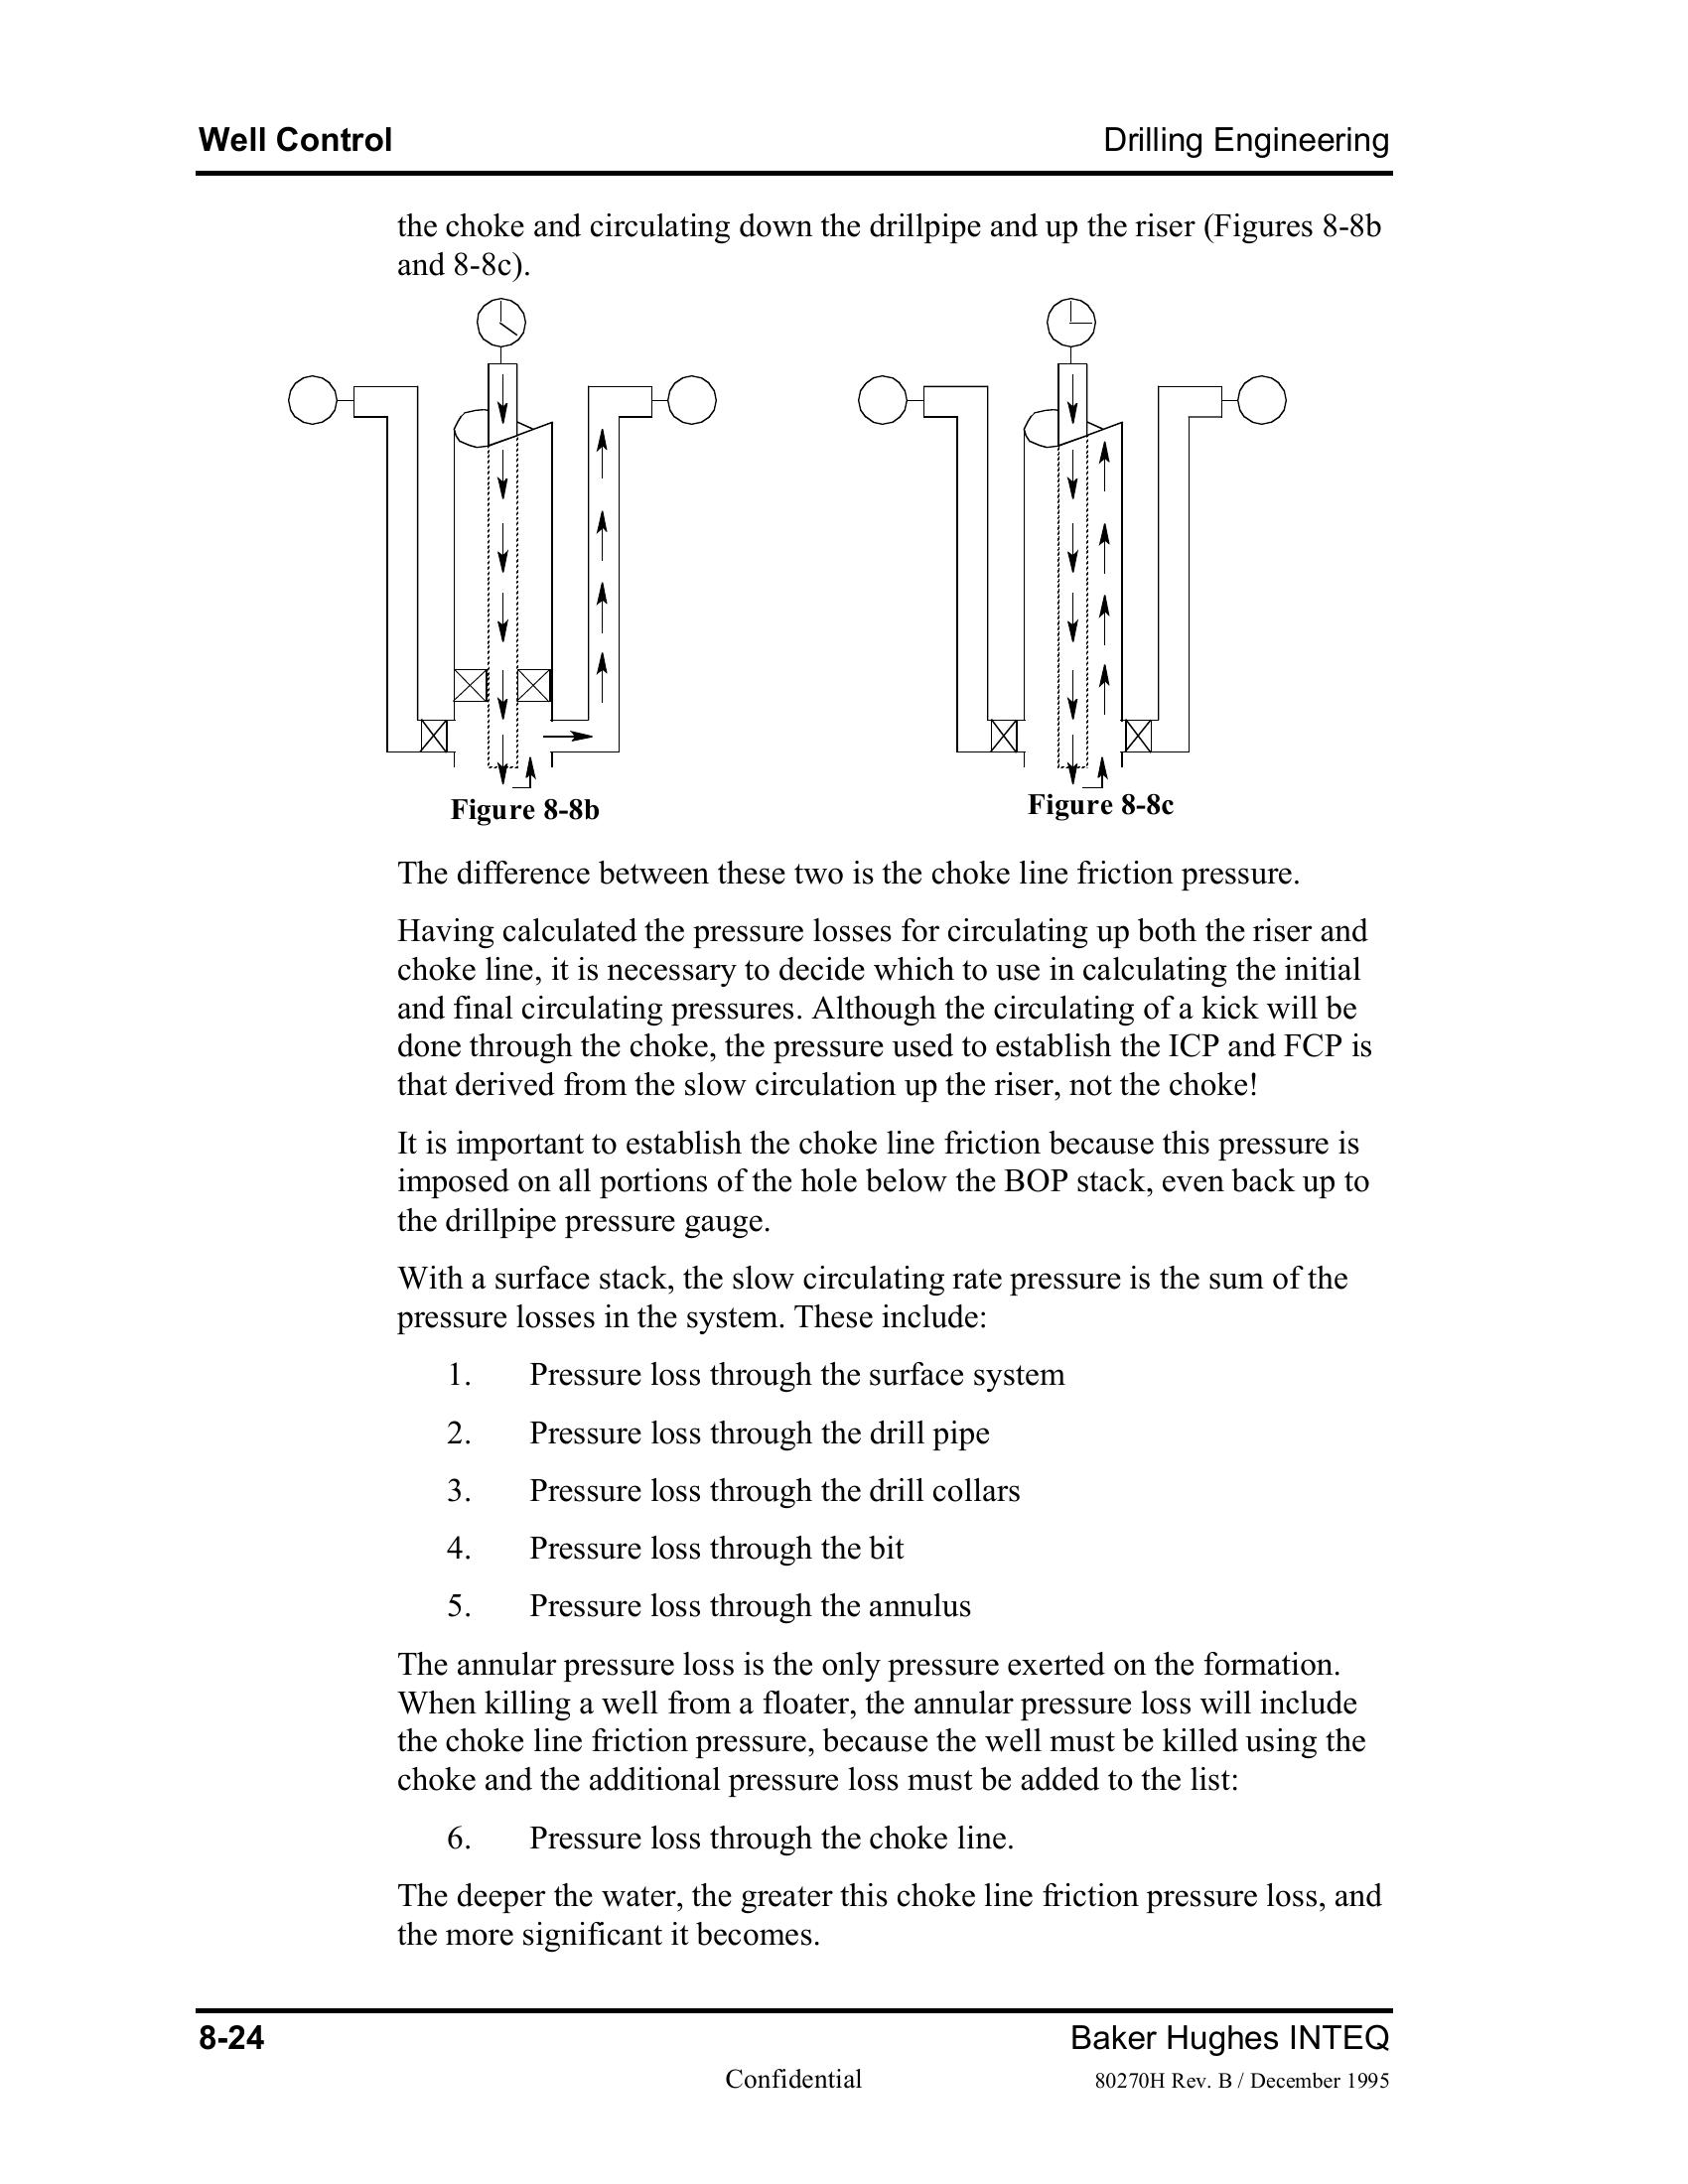 Well Control
Drilling Engineering
the choke and circulating down the drillpipe and up the riser (Figures 8-8b
and 8-8c).
Figure 8-8b
Figure 8-8c
The difference between these two is the choke line friction pressure.
Having calculated the pressure losses for circulating up both the riser and
choke line, it is necessary to decide which to use in calculating the initial
and final circulating pressures. Although the circulating of a kick will be
done through the choke, the pressure used to establish the ICP and FCP is
that derived from the slow circulation up the riser, not the choke!
It is important to establish the choke line friction because this pressure is
imposed on all portions of the hole below the BOP stack, even back up to
the drillpipe pressure gauge.
With a surface stack, the slow circulating rate pressure is the sum of the
pressure losses in the system. These include:
1. Pressure loss through the surface system
2. Pressure loss through the drill pipe
3. Pressure loss through the drill collars
4. Pressure loss through the bit
5. Pressure loss through the annulus
The annular pressure loss is the only pressure exerted on the formation.
When killing a well from a floater, the annular pressure loss will include
the choke line friction pressure, because the well must be killed using the
choke and the additional pressure loss must be added to the list:
6. Pressure loss through the choke line.
The deeper the water, the greater this choke line friction pressure loss, and
the more significant it becomes.
8-24
Baker Hughes INTEQ
Confidential
80270H Rev. B / December 1995